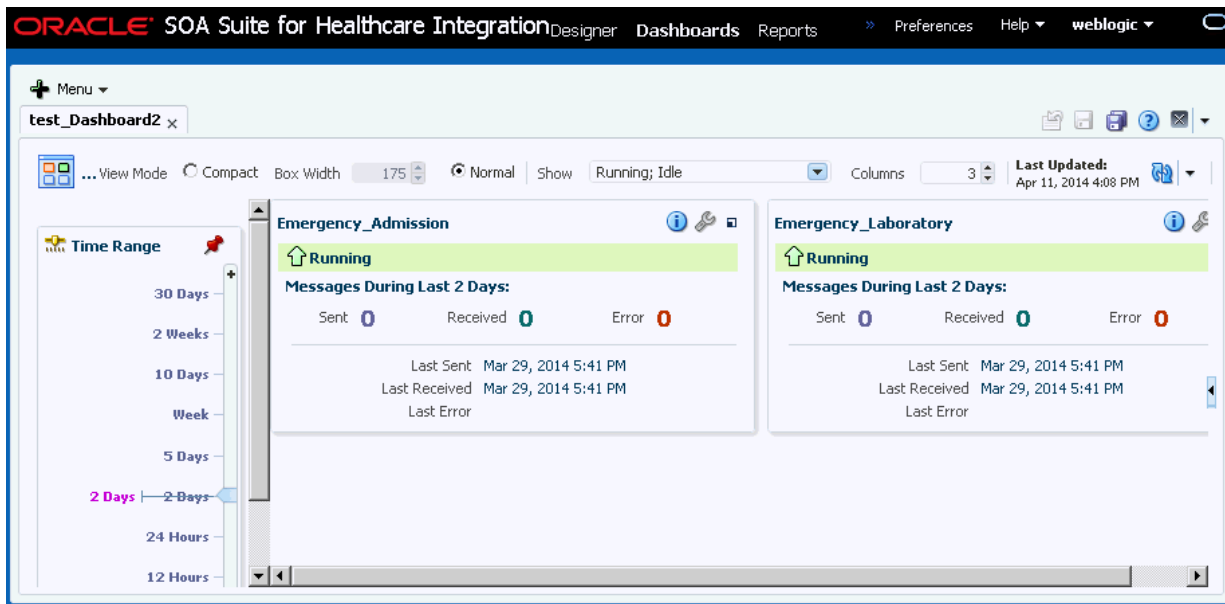 ORACLE SOA Suite for Healthcare Integration Designer Dashboards Reports » Preferences Help weblogic
Menu
test_Dashboard2 x
... View Mode Compact Box Width 175 Normal Show Running; Idle Columns 3 Last Updated:
Apr 11, 2014 4:08 PM
Time Range
30 Days
2 Weeks
10 Days
Week
5 Days
2 Days 2 Days
24 Hours
12 Hours
Emergency_Admission
Running
Messages During Last 2 Days:
Sent 0 Received 0 Error 0
Last Sent Mar 29, 2014 5:41 PM
Last Received Mar 29, 2014 5:41 PM
Last Error
Emergency_Laboratory
Running
Messages During Last 2 Days:
Sent 0 Received 0 Error 0
Last Sent Mar 29, 2014 5:41 PM
Last Received Mar 29, 2014 5:41 PM
Last Error